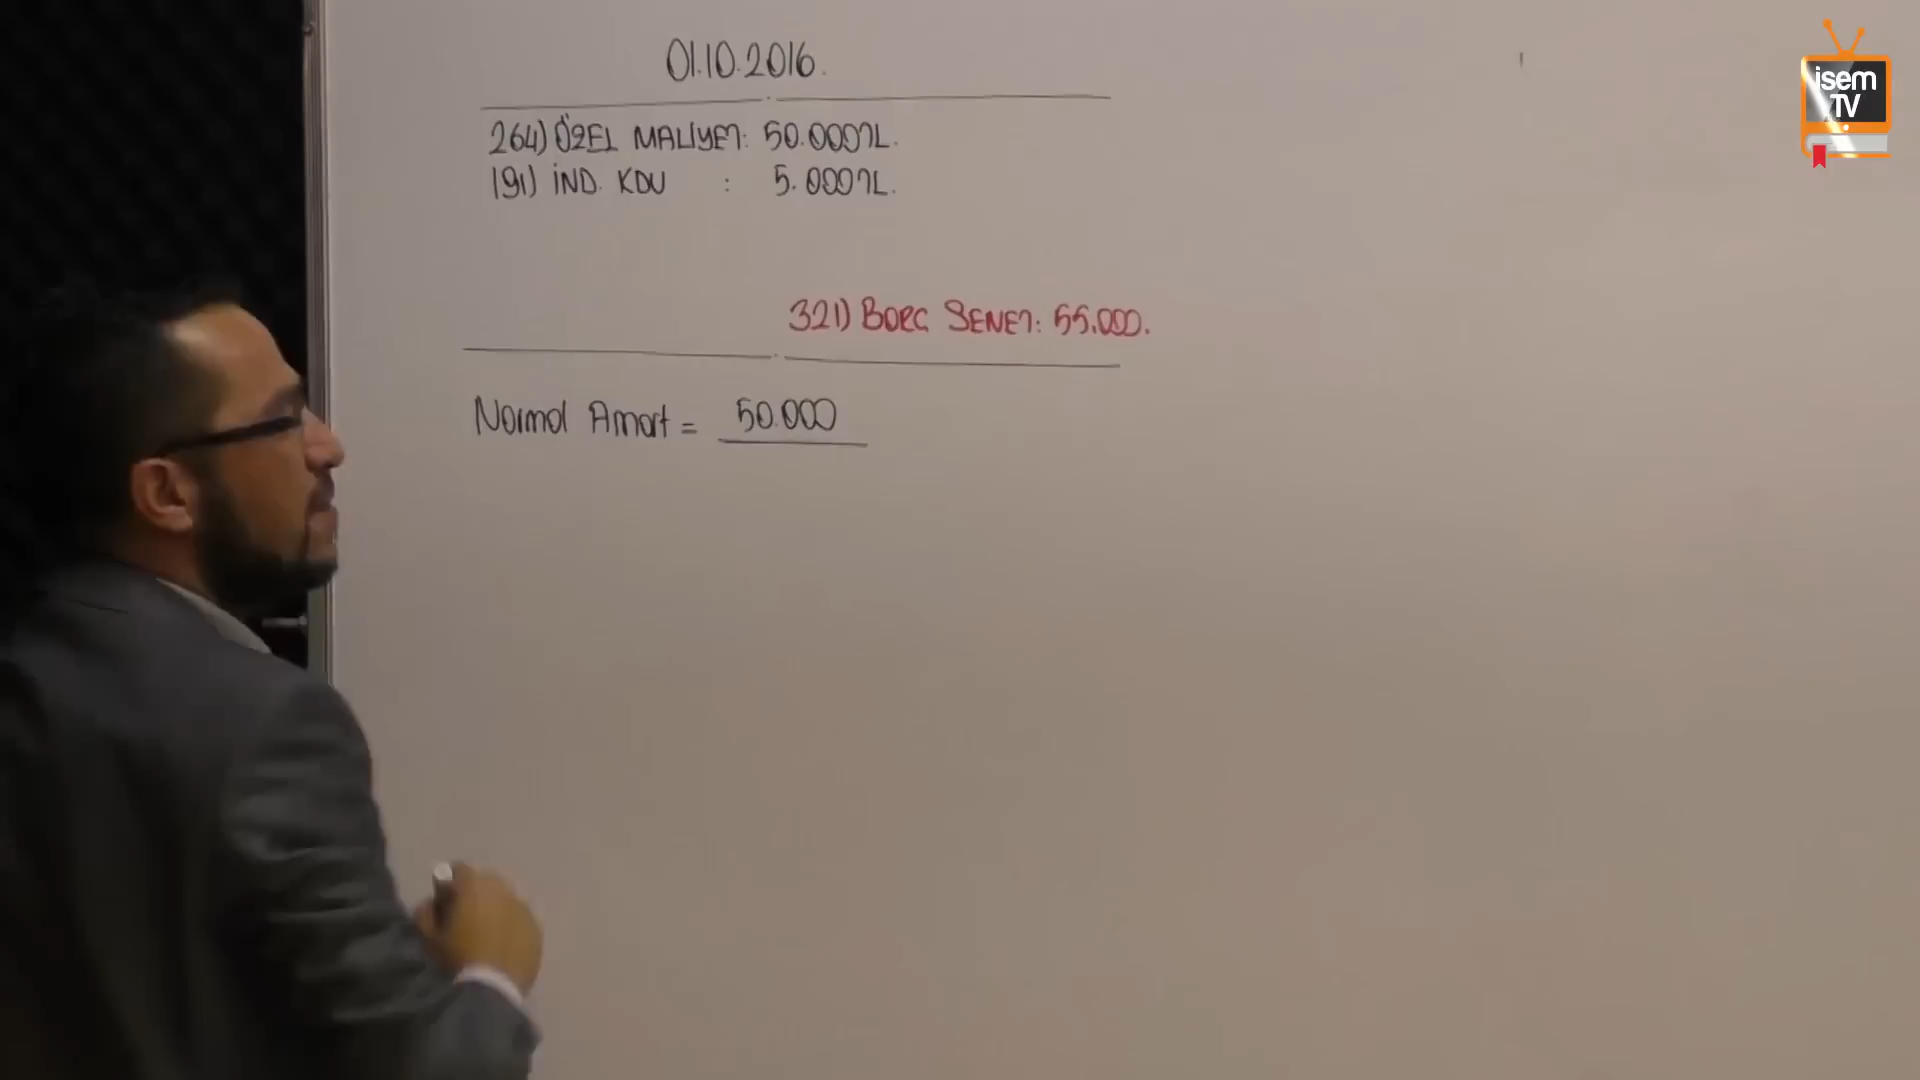 01.10.2016.
264) ÖZEL MALİYET: 50.000TL.
191) İND. KDV : 5.000TL.
321) BORÇ SENET: 55.000.
Normal Amort = 50.000
isem
TV